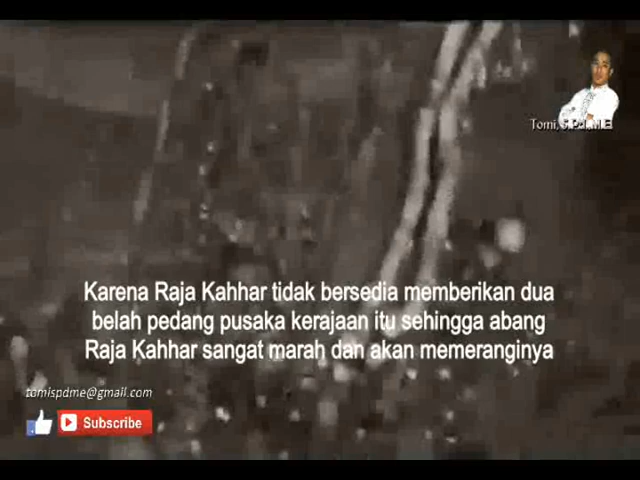 Tomi, S.Pd.,M.E
Karena Raja Kahhar tidak bersedia memberikan dua
belah pedang pusaka kerajaan itu sehingga abang
Raja Kahhar sangat marah dan akan memeranginya
tomispdme@gmail.com
Subscribe